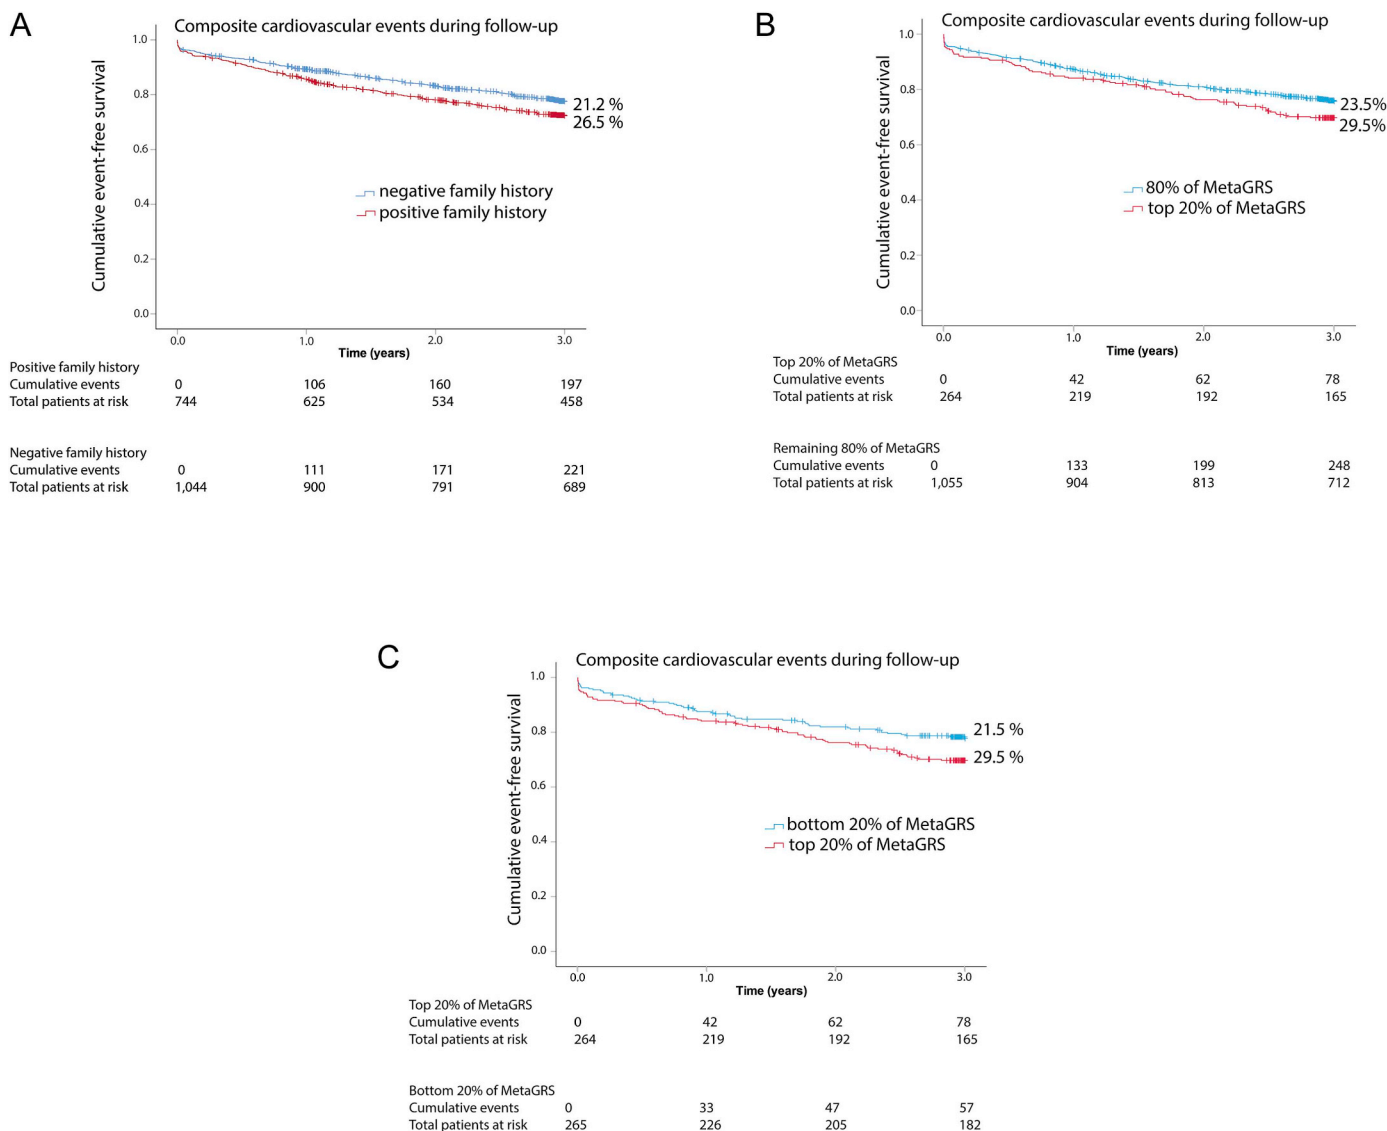 A
Composite cardiovascular events during follow-up
Cumulative event-free survival
1.0
0.8
0.6
0.4
0.2
0.0
21.2 %
26.5 %
negative family history
positive family history
0.0 1.0 2.0 3.0
Time (years)
Positive family history
Cumulative events 0 106 160 197
Total patients at risk 744 625 534 458
Negative family history
Cumulative events 0 111 171 221
Total patients at risk 1,044 900 791 689
B
Composite cardiovascular events during follow-up
Cumulative event-free survival
1.0
0.8
0.6
0.4
0.2
0.0
23.5%
29.5%
80% of MetaGRS
top 20% of MetaGRS
0.0 1.0 2.0 3.0
Time (years)
Top 20% of MetaGRS
Cumulative events 0 42 62 78
Total patients at risk 264 219 192 165
Remaining 80% of MetaGRS
Cumulative events 0 133 199 248
Total patients at risk 1,055 904 813 712
C
Composite cardiovascular events during follow-up
Cumulative event-free survival
1.0
0.8
0.6
0.4
0.2
0.0
21.5 %
29.5 %
bottom 20% of MetaGRS
top 20% of MetaGRS
0.0 1.0 2.0 3.0
Time (years)
Top 20% of MetaGRS
Cumulative events 0 42 62 78
Total patients at risk 264 219 192 165
Bottom 20% of MetaGRS
Cumulative events 0 33 47 57
Total patients at risk 265 226 205 182